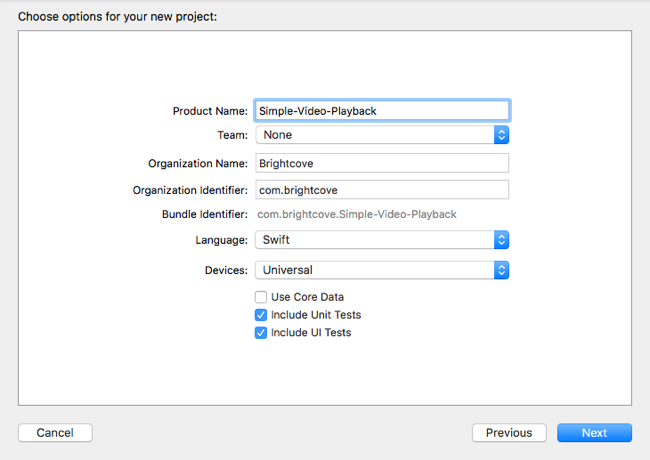 Choose options for your new project:
Product Name: Simple-Video-Playback
Team: None
Organization Name: Brightcove
Organization Identifier: com.brightcove
Bundle Identifier: com.brightcove.Simple-Video-Playback
Language: Swift
Devices: Universal
Use Core Data
Include Unit Tests
Include UI Tests
Cancel Previous Next